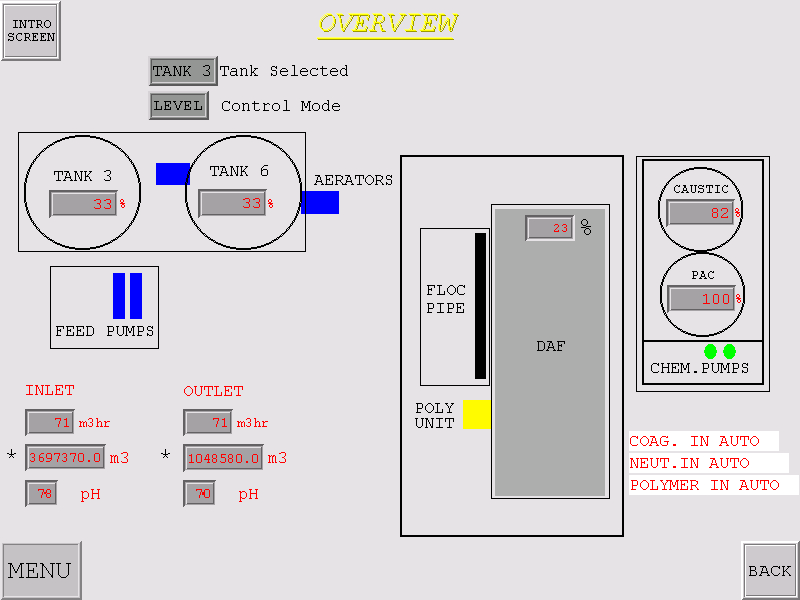 INTRO
SCREEN
OVERVIEW
TANK 3 Tank Selected
LEVEL Control Mode
TANK 3
33 %
TANK 6
33 %
AERATORS
FEED PUMPS
FLOC
PIPE
23 %
DAF
POLY
UNIT
CAUSTIC
82 %
PAC
100 %
CHEM.PUMPS
INLET
71 m3hr
* 3697370.0 m3
pH
OUTLET
71 m3hr
* 1048580.0 m3
pH
COAG. IN AUTO
NEUT.IN AUTO
POLYMER IN AUTO
MENU
BACK